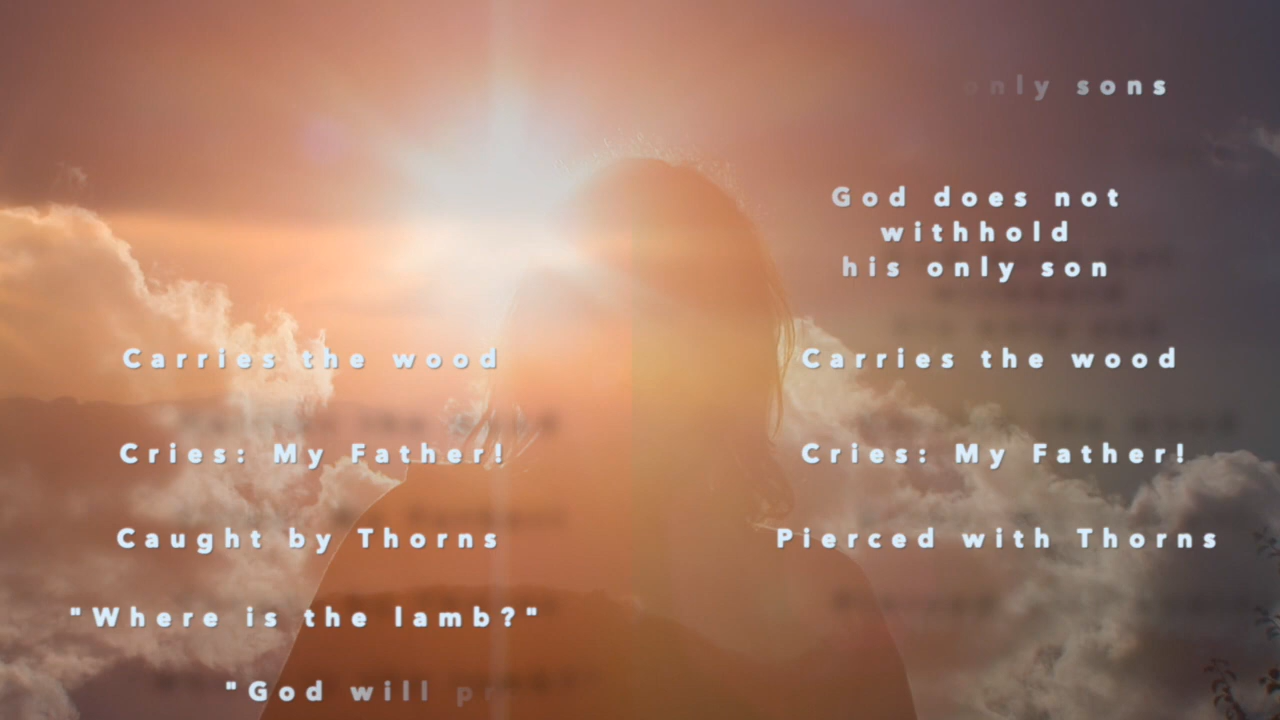 only sons
God does not
withhold
his only son
Carries the wood
Cries: My Father!
Caught by Thorns
"Where is the lamb?"
"God will
Carries the wood
Cries: My Father!
Pierced with Thorns